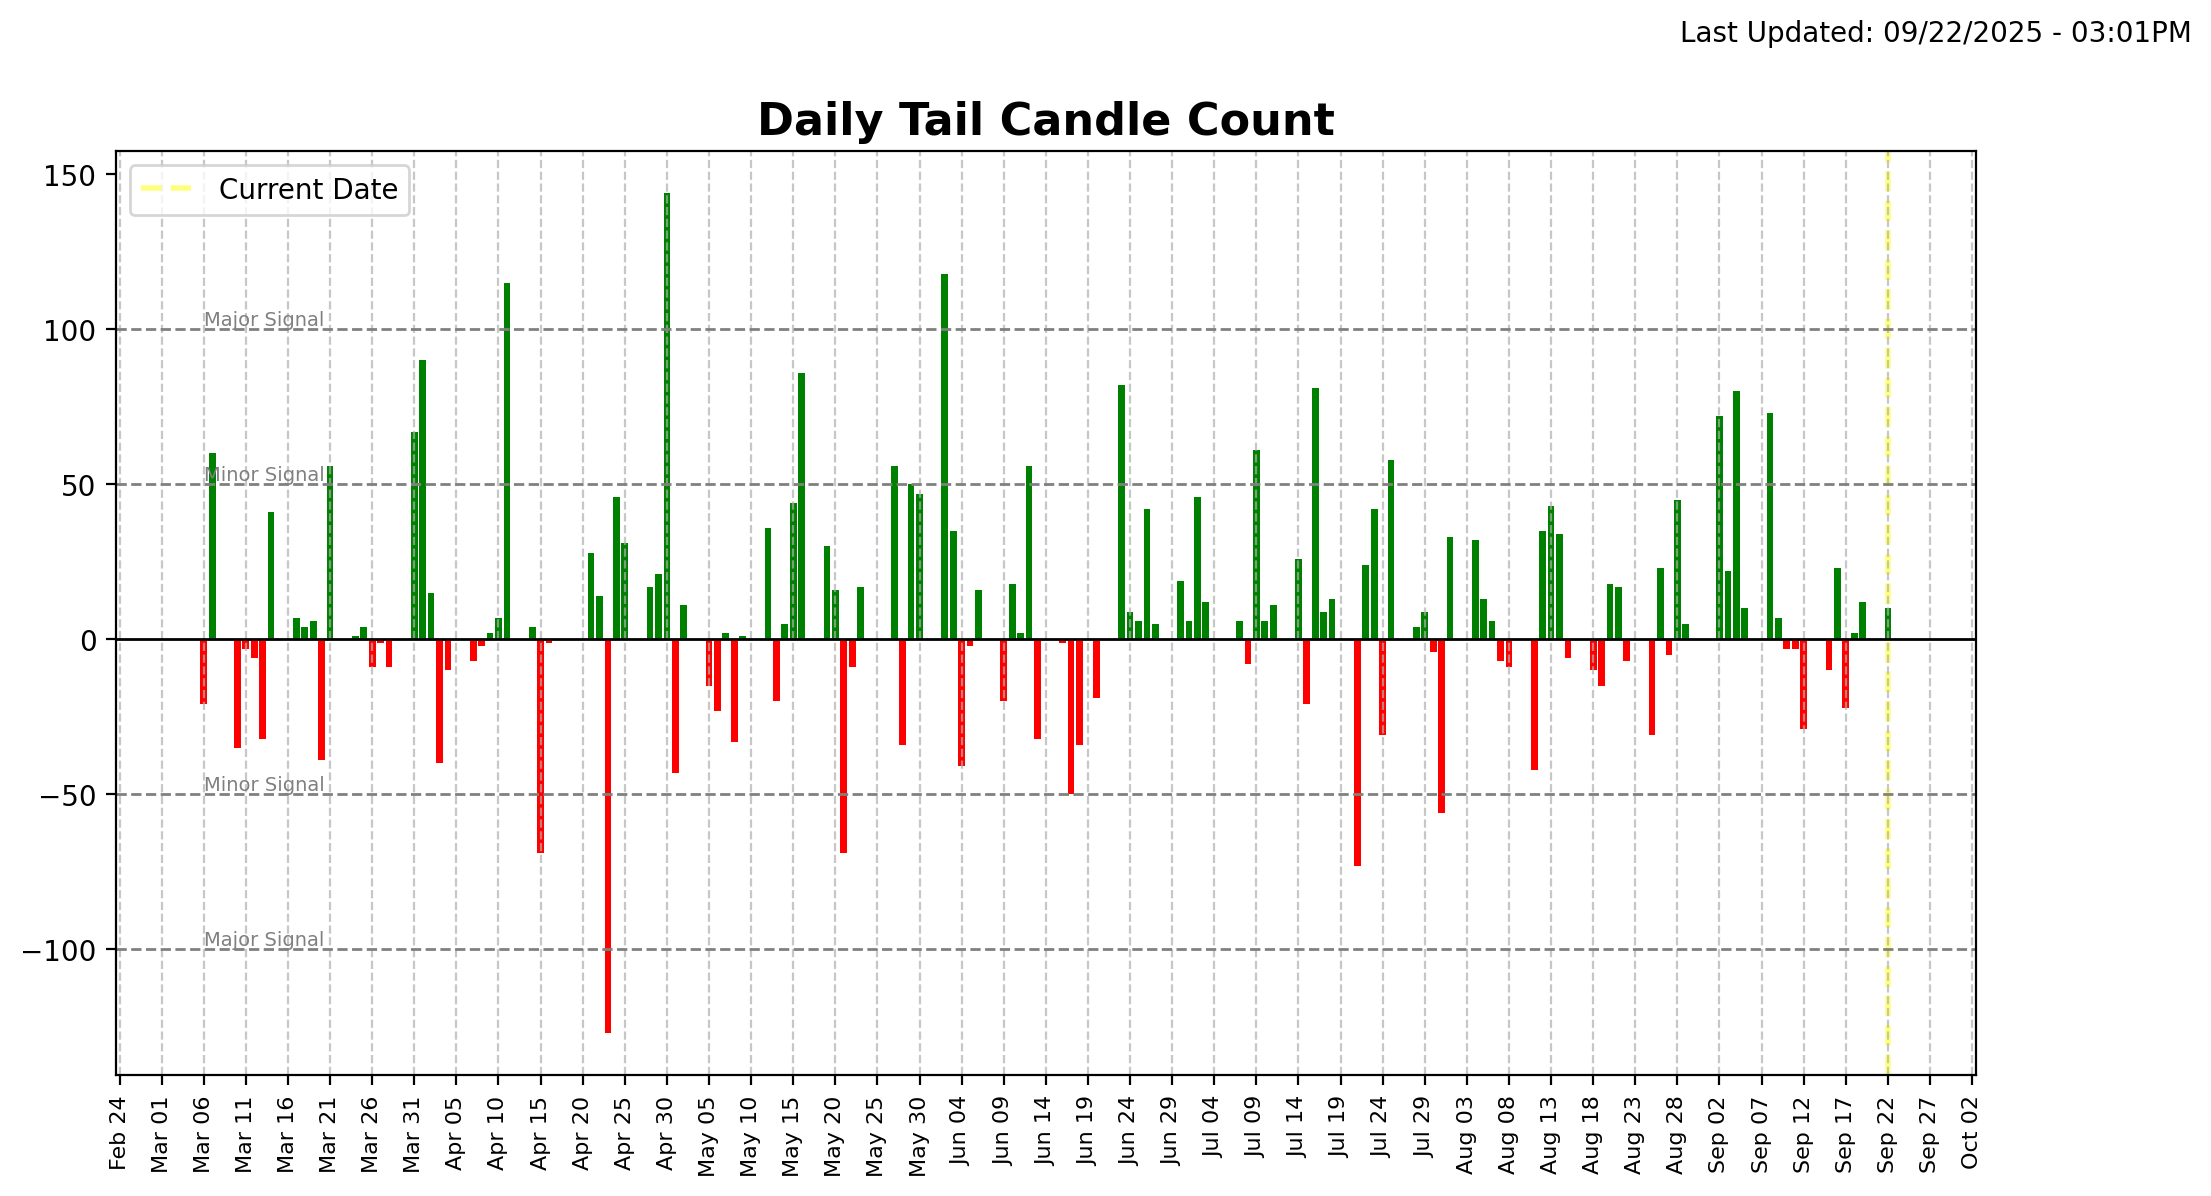 Last Updated: 09/22/2025 - 03:01PM
Daily Tail Candle Count
Current Date
150
100
50
0
−50
−100
Major Signal
Minor Signal
Minor Signal
Major Signal
Feb 24
Mar 01
Mar 06
Mar 11
Mar 16
Mar 21
Mar 26
Mar 31
Apr 05
Apr 10
Apr 15
Apr 20
Apr 25
Apr 30
May 05
May 10
May 15
May 20
May 25
May 30
Jun 04
Jun 09
Jun 14
Jun 19
Jun 24
Jun 29
Jul 04
Jul 09
Jul 14
Jul 19
Jul 24
Jul 29
Aug 03
Aug 08
Aug 13
Aug 18
Aug 23
Aug 28
Sep 02
Sep 07
Sep 12
Sep 17
Sep 22
Sep 27
Oct 02